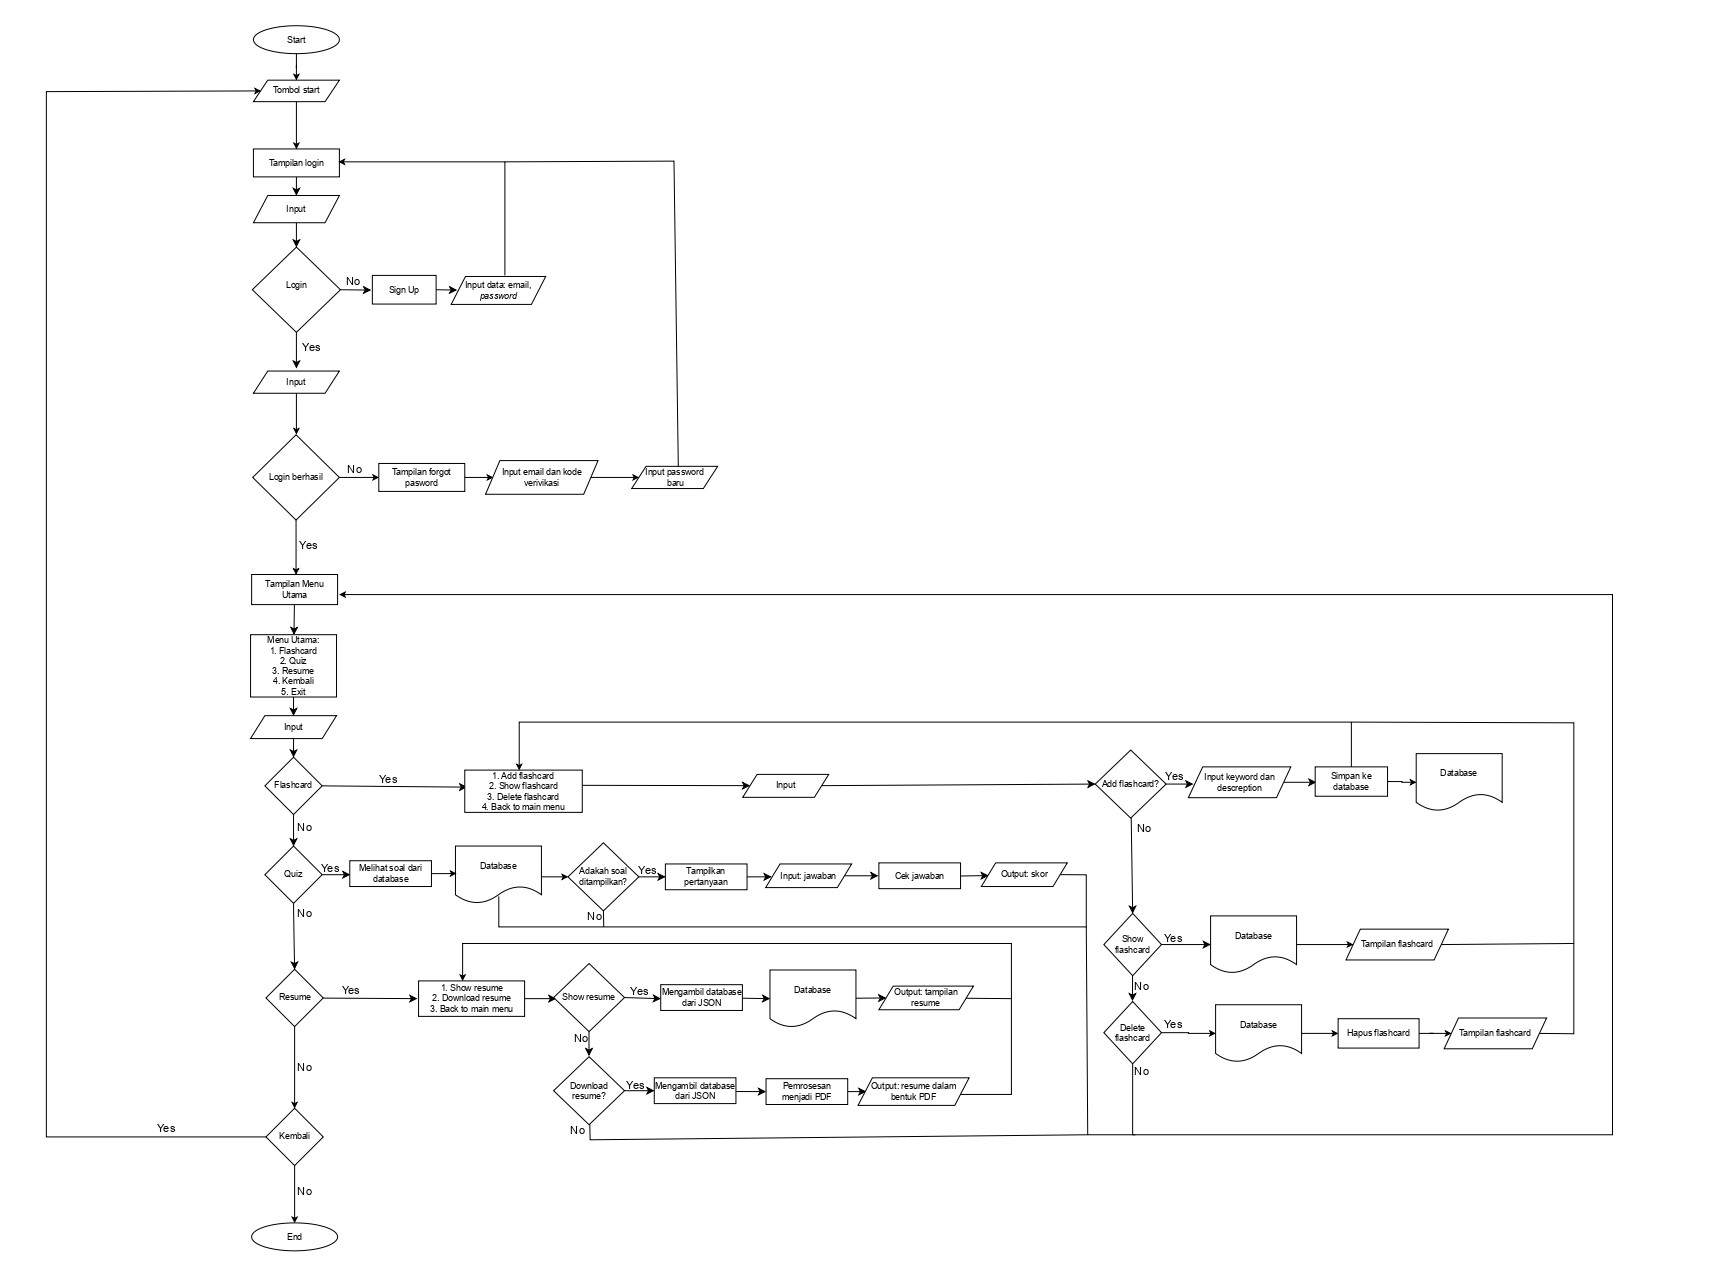 Start
Tombol start
Tampilan login
Input
Login
No
Sign Up
Input data: email,
password
Yes
Input
Login berhasil
No
Tampilan forgot
pasword
Input email dan kode
verivikasi
Input password
baru
Yes
Tampilan Menu
Utama
Menu Utama:
1. Flashcard
2. Quiz
3. Resume
4. Kembali
5. Exit
Input
Flashcard
Yes
1. Add flashcard
2. Show flashcard
3. Delete flashcard
4. Back to main menu
Input
Add flashcard?
Yes
Input keyword dan
descreption
Simpan ke
database
Database
No
No
Quiz
Yes
Melihat soal dari
database
Database
Adakah soal
ditampilkan?
Yes
Tampilkan
pertanyaan
Input: jawaban
Cek jawaban
Output: skor
No
No
Show
flashcard
Yes
Database
Tampilan flashcard
No
Resume
Yes
1. Show resume
2. Download resume
3. Back to main menu
Show resume
Yes
Mengambil database
dari JSON
Database
Output: tampilan
resume
No
Delete
flashcard
Yes
Database
Hapus flashcard
Tampilan flashcard
No
No
Download
resume?
Yes
Mengambil database
dari JSON
Pemrosesan
menjadi PDF
Output: resume dalam
bentuk PDF
No
Kembali
Yes
No
End